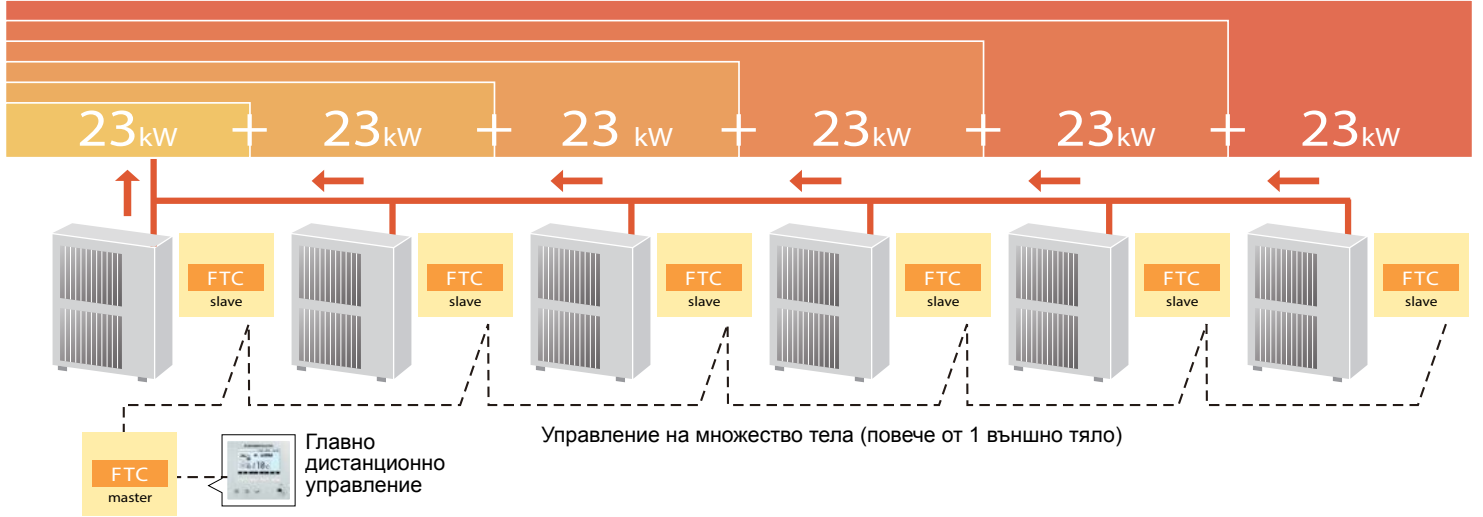 23kW + 23kW + 23 kW + 23kW + 23kW + 23kW
FTC FTC FTC FTC FTC FTC
slave slave slave slave slave slave
Управление на множество тела (повече от 1 външно тяло)
Главно
дистанционно
управление
FTC
master